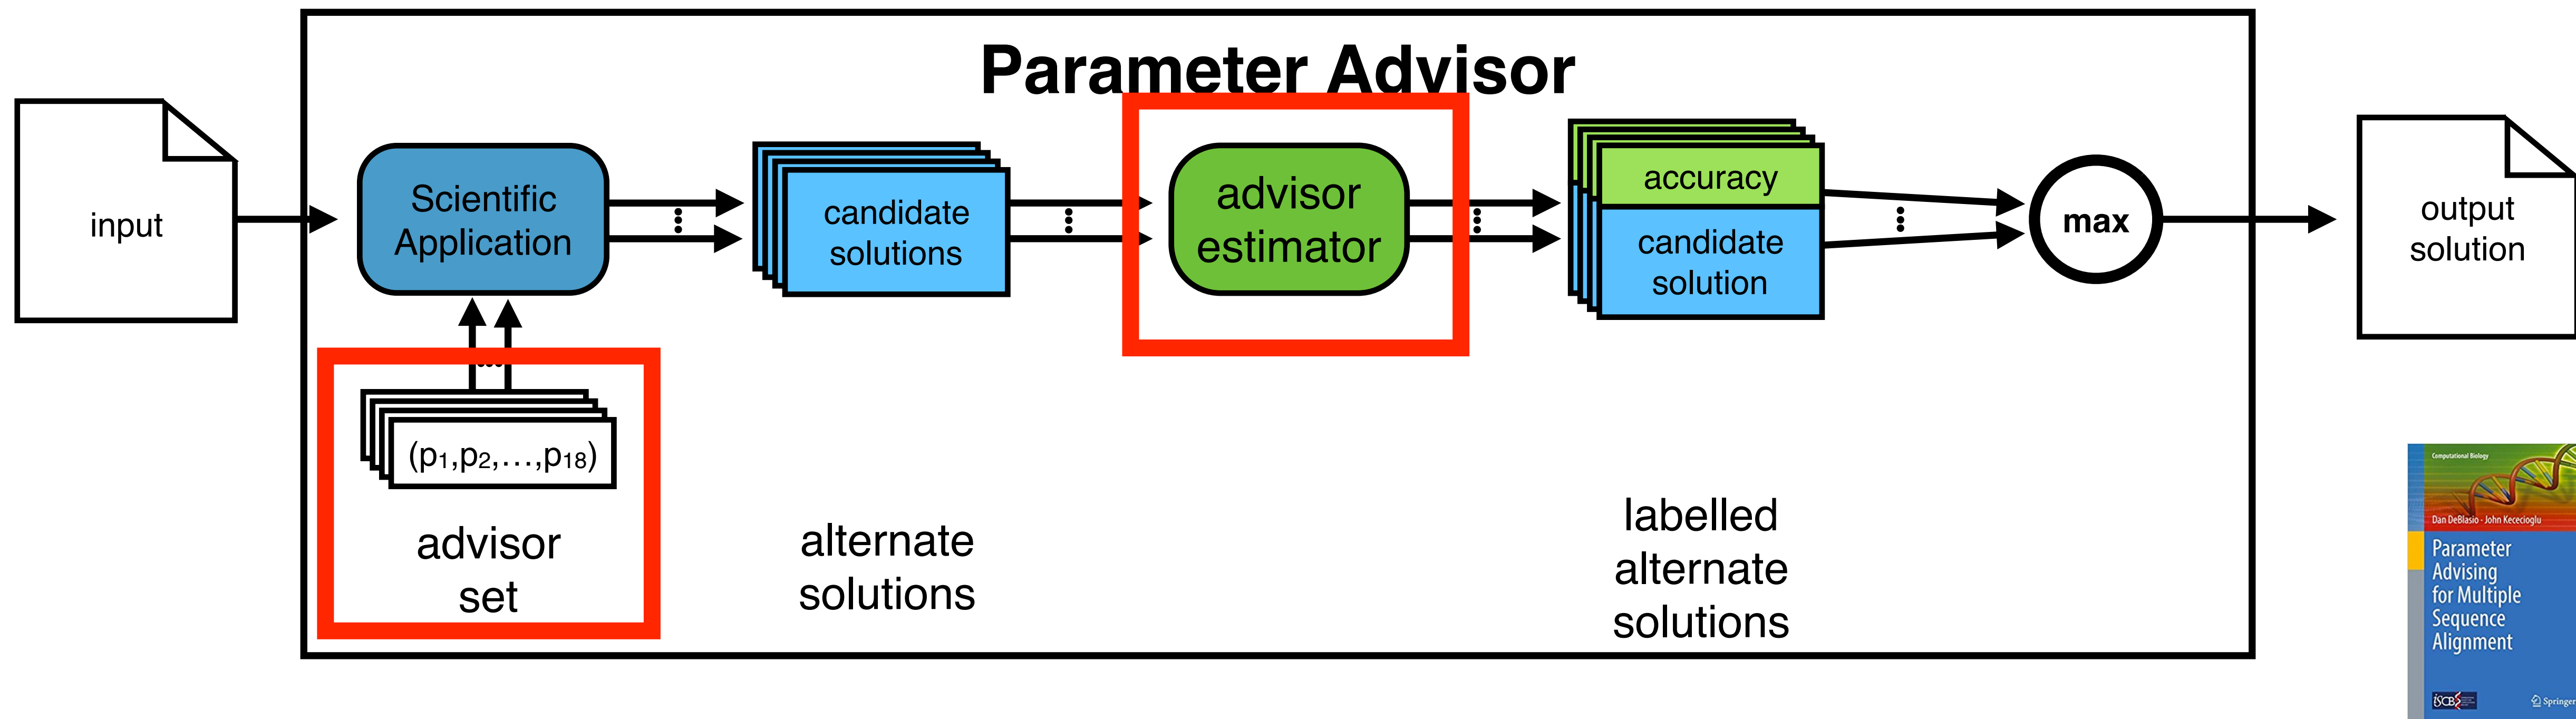 Parameter Advisor
input
Scientific
Application
candidate
solutions
advisor
estimator
accuracy
candidate
solution
max
output
solution
(p₁,p₂,…,p₁₈)
advisor
set
alternate
solutions
labelled
alternate
solutions
Computational Biology
Dan DeBlasio · John Kececioglu
Parameter
Advising
for Multiple
Sequence
Alignment
ISCB
Springer